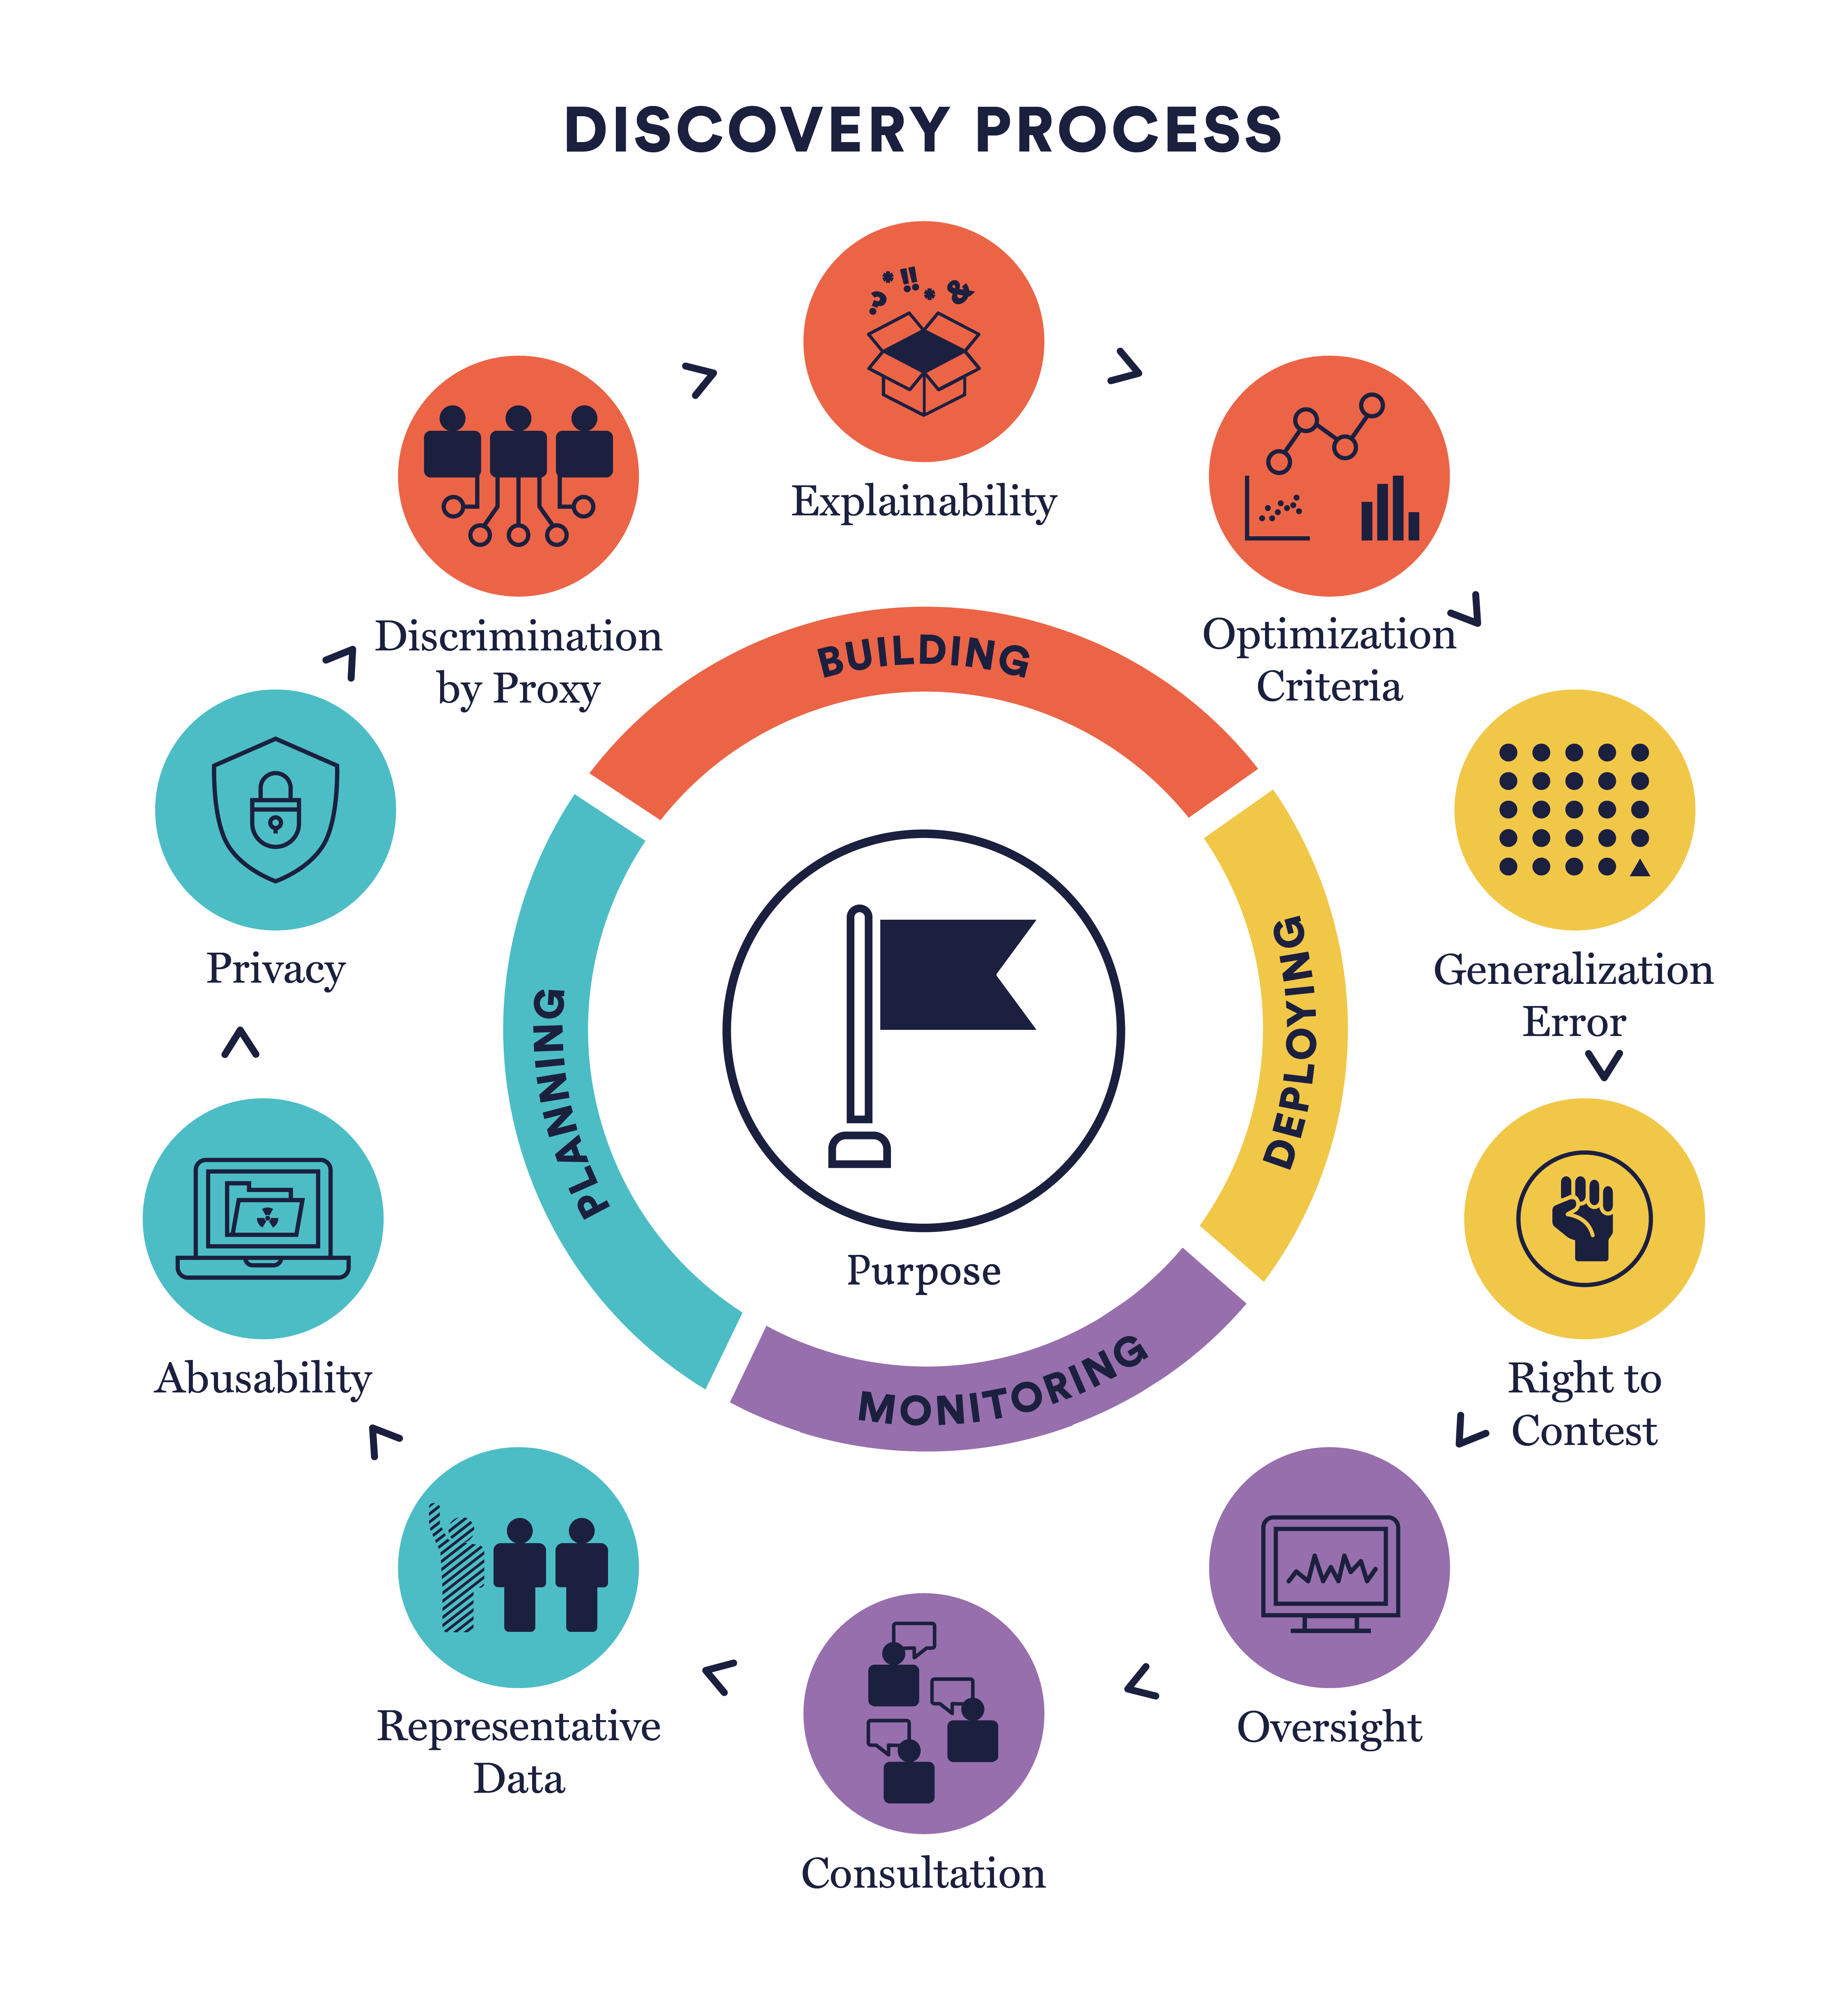 DISCOVERY PROCESS
?*!!*&
Explainability
Discrimination
by Proxy
Optimization
Criteria
BUILDING
Privacy
Generalization
Error
PLANNING
DEPLOYING
Purpose
Abusability
Right to
Contest
MONITORING
Representative
Data
Oversight
Consultation